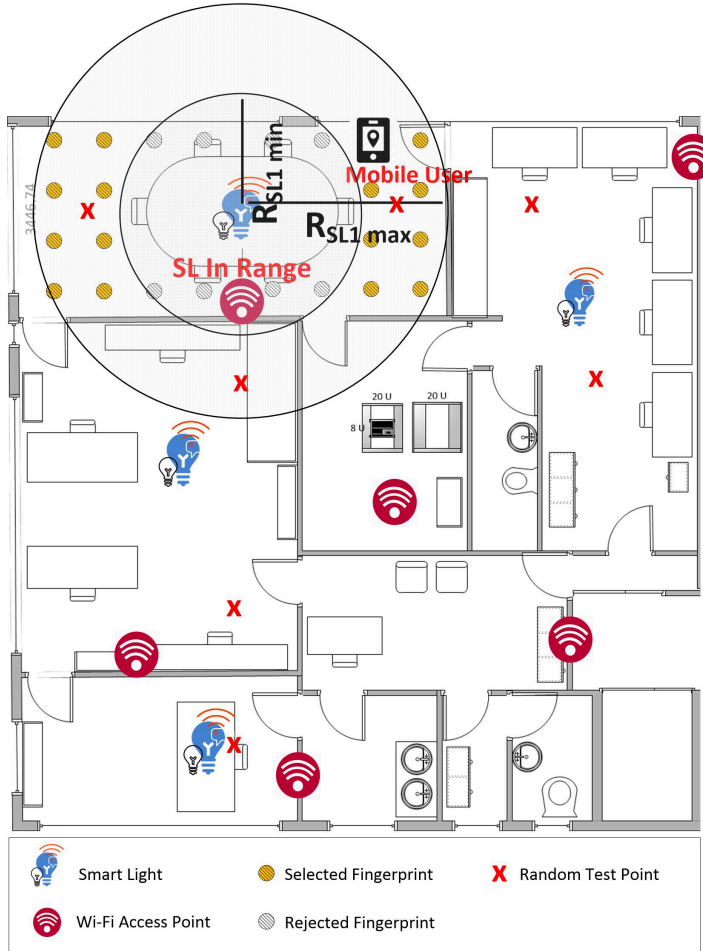 R_SL1 min
Mobile User
3446.74
R_SL1 max
SL In Range
20 U
20 U
8 U
X
X
X
X
X
X
X
Smart Light
Selected Fingerprint
X Random Test Point
Wi-Fi Access Point
Rejected Fingerprint